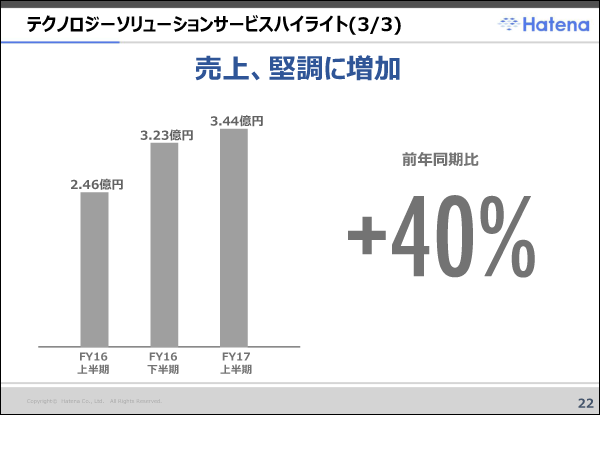 テクノロジーソリューションサービスハイライト(3/3)
Hatena
売上、堅調に増加
3.44億円
3.23億円
2.46億円
前年同期比
+40%
FY16
上半期
FY16
下半期
FY17
上半期
Copyright© Hatena Co., Ltd. All Rights Reserved.
22